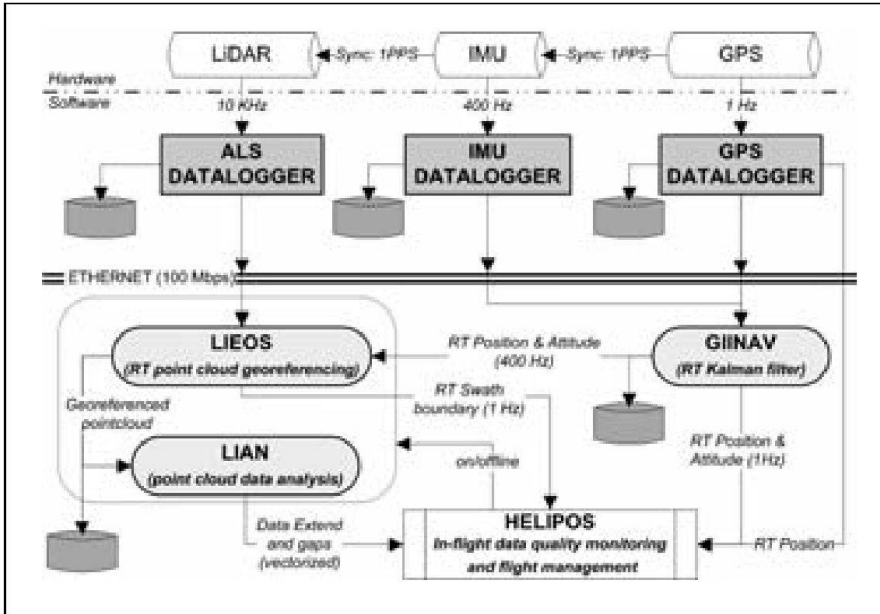 LiDAR
Sync: 1PPS
IMU
Sync: 1PPS
GPS
Hardware
Software
10 KHz
400 Hz
1 Hz
ALS
DATALOGGER
IMU
DATALOGGER
GPS
DATALOGGER
ETHERNET (100 Mbps)
LIEOS
(RT point cloud georeferencing)
RT Position & Attitude
(400 Hz)
GIINAV
(RT Kalman filter)
RT Swath
boundary (1 Hz)
Georeferenced
pointcloud
LIAN
(point cloud data analysis)
on/offline
RT Position &
Attitude (1Hz)
Data Extend
and gaps
(vectorized)
HELIPOS
In-flight data quality monitoring
and flight management
RT Position